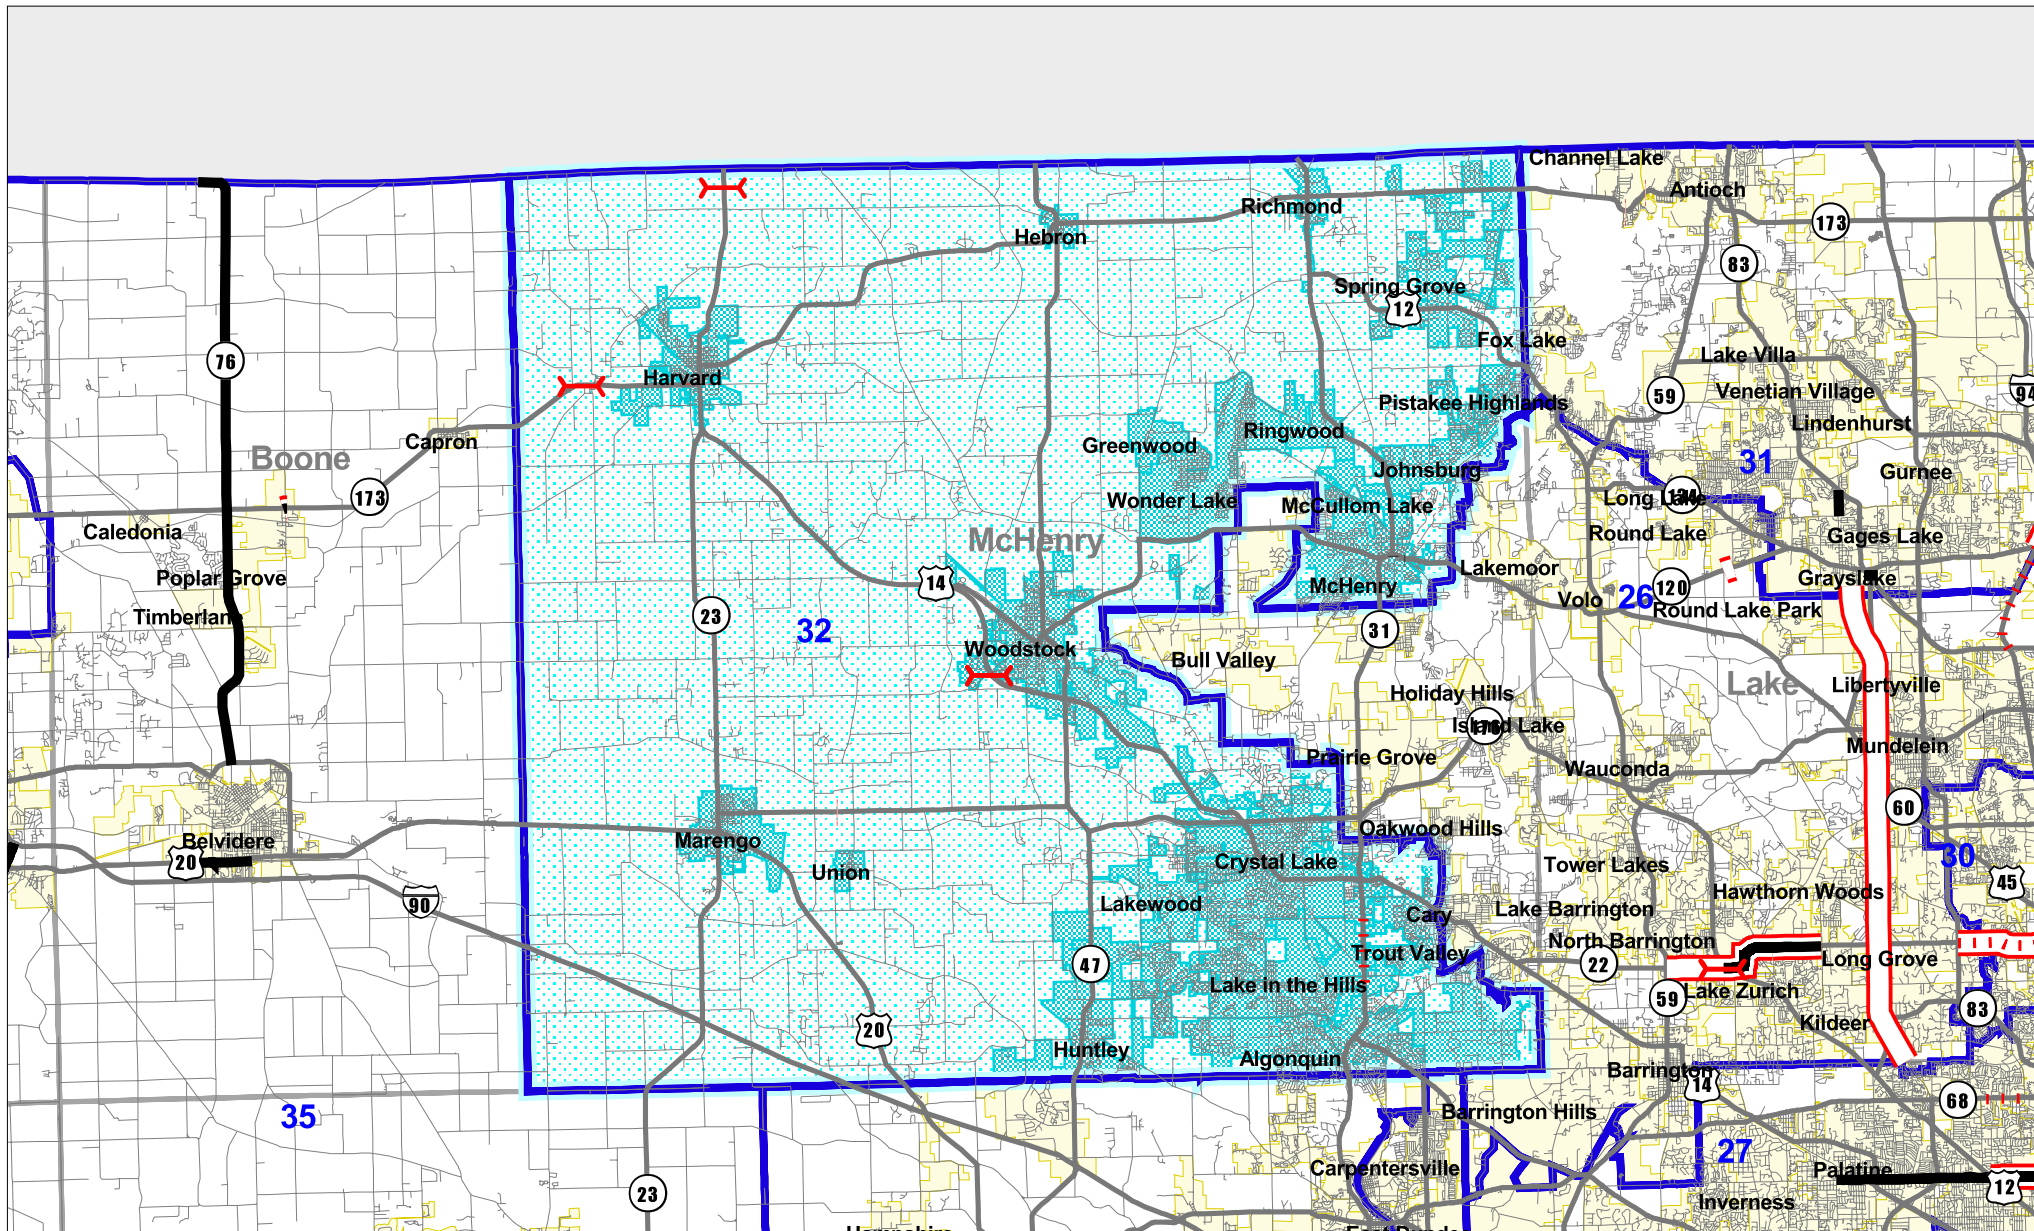 Channel Lake
Antioch
Richmond
173
Hebron
83
Spring Grove
12
Fox Lake
76
Lake Villa
Harvard
94
Venetian Village
59
Pistakee Highlands
Lindenhurst
Capron
Greenwood
Ringwood
Boone
31
Johnsburg
Gurnee
173
Wonder Lake
McCullom Lake
Long Lake
Caledonia
McHenry
Round Lake
Gages Lake
Poplar Grove
14
McHenry
Lakemoor
Grayslake
120
Volo
26
Round Lake Park
Timberlane
23
32
31
Woodstock
Bull Valley
Lake
Libertyville
Holiday Hills
Island Lake
176
Prairie Grove
Mundelein
Wauconda
60
Oakwood Hills
Belvidere
Marengo
20
Crystal Lake
Tower Lakes
30
Union
45
Hawthorn Woods
90
Lakewood
Cary
Lake Barrington
North Barrington
Trout Valley
Long Grove
47
22
Lake in the Hills
Lake Zurich
59
83
Kildeer
20
Huntley
Algonquin
Barrington
14
35
68
Barrington Hills
27
Carpentersville
Palatine
23
12
Inverness